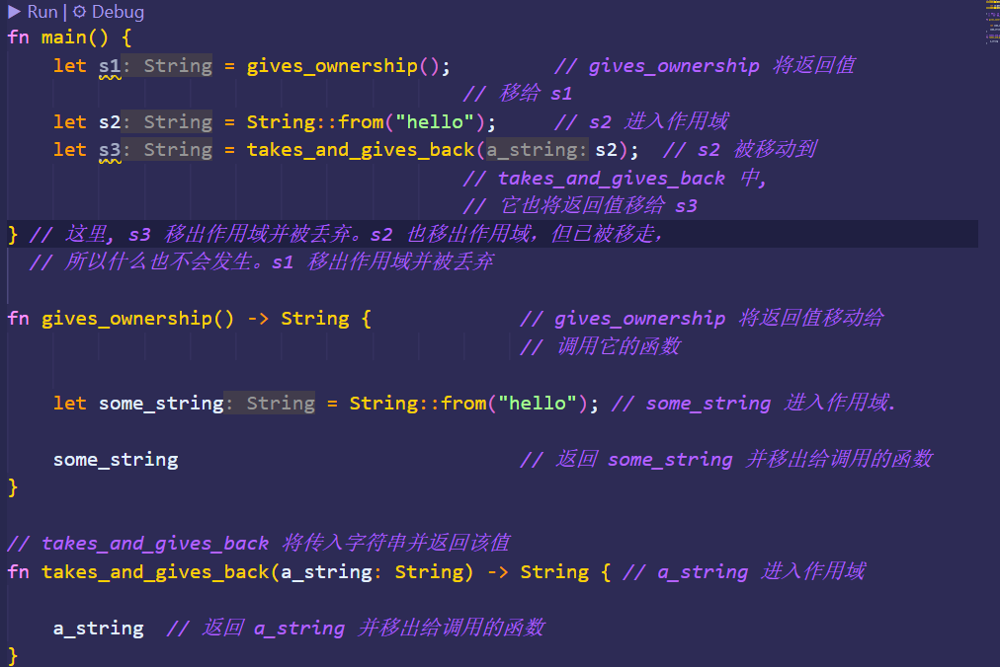 ▶ Run | ⚙ Debug
fn main() {
    let s1: String = gives_ownership();         // gives_ownership 将返回值
                                        // 移给 s1
    let s2: String = String::from("hello");     // s2 进入作用域
    let s3: String = takes_and_gives_back(a_string: s2);  // s2 被移动到
                                        // takes_and_gives_back 中,
                                        // 它也将返回值移给 s3
} // 这里, s3 移出作用域并被丢弃。s2 也移出作用域，但已被移走，
  // 所以什么也不会发生。s1 移出作用域并被丢弃
fn gives_ownership() -> String {             // gives_ownership 将返回值移动给
                                             // 调用它的函数
    let some_string: String = String::from("hello"); // some_string 进入作用域.
    some_string                              // 返回 some_string 并移出给调用的函数
}
// takes_and_gives_back 将传入字符串并返回该值
fn takes_and_gives_back(a_string: String) -> String { // a_string 进入作用域
    a_string  // 返回 a_string 并移出给调用的函数
}